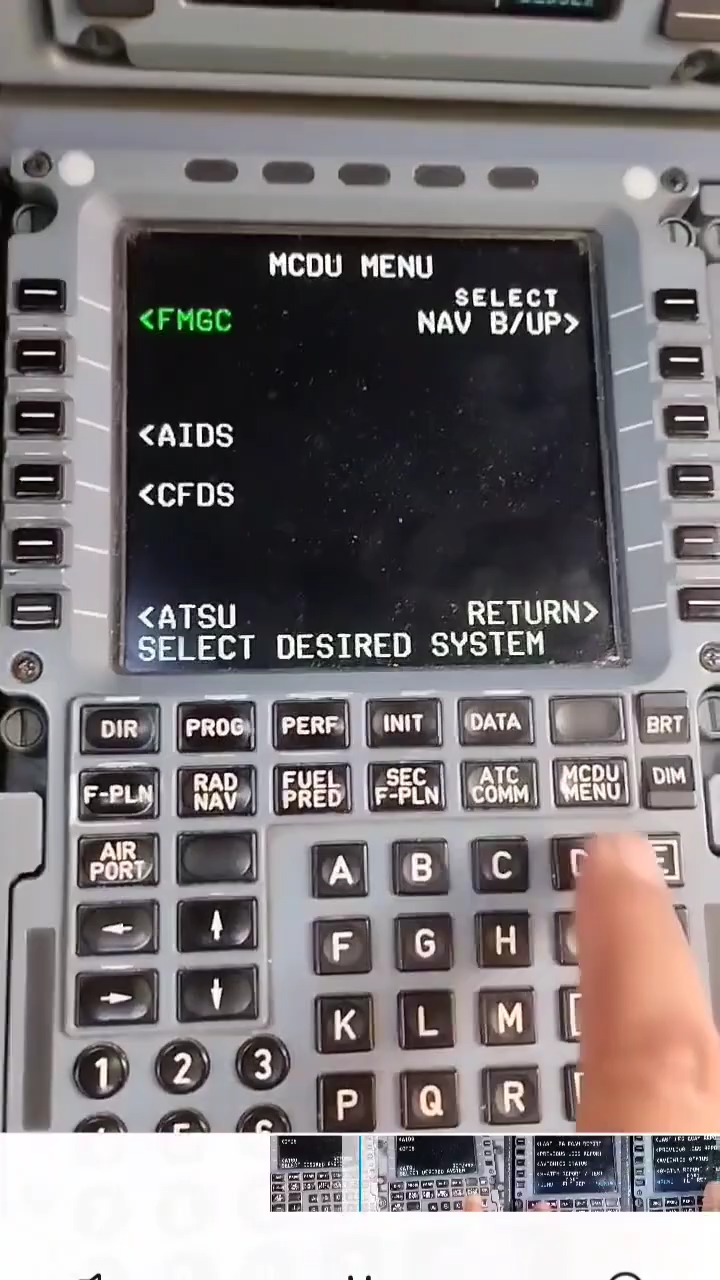 MCDU MENU
SELECT
<FMGC NAV B/UP>
<AIDS
<CFDS
<ATSU RETURN>
SELECT DESIRED SYSTEM
DIR PROG PERF INIT DATA BRT
F-PLN RAD NAV FUEL PRED SEC F-PLN ATC COMM MCDU MENU DIM
AIR PORT
A B C D E
← ↑ F G H
→ ↓ K L M
1 2 3 P Q R